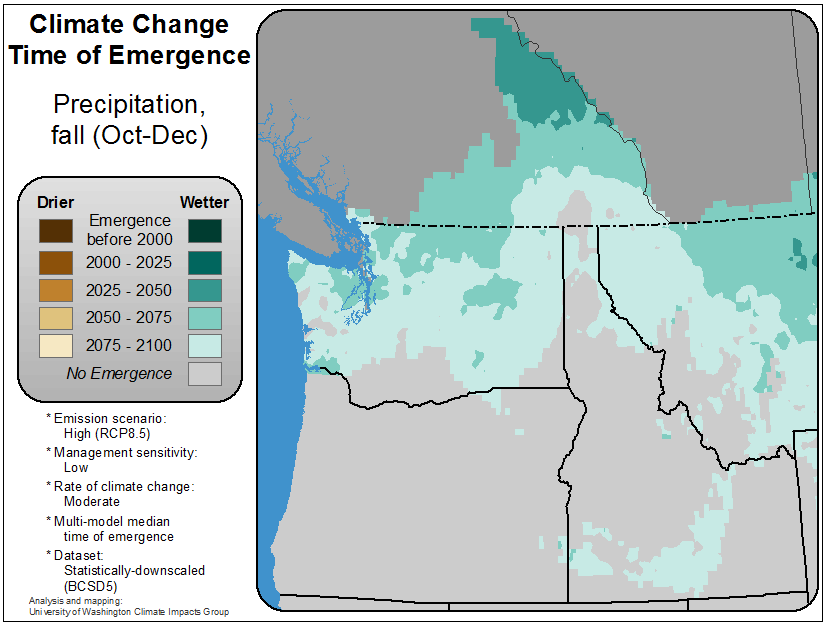 Climate Change
Time of Emergence
Precipitation,
fall (Oct-Dec)
Drier
Wetter
Emergence
before 2000
2000 - 2025
2025 - 2050
2050 - 2075
2075 - 2100
No Emergence
* Emission scenario:
High (RCP8.5)
* Management sensitivity:
Low
* Rate of climate change:
Moderate
* Multi-model median
time of emergence
* Dataset:
Statistically-downscaled
(BCSD5)
Analysis and mapping:
University of Washington Climate Impacts Group